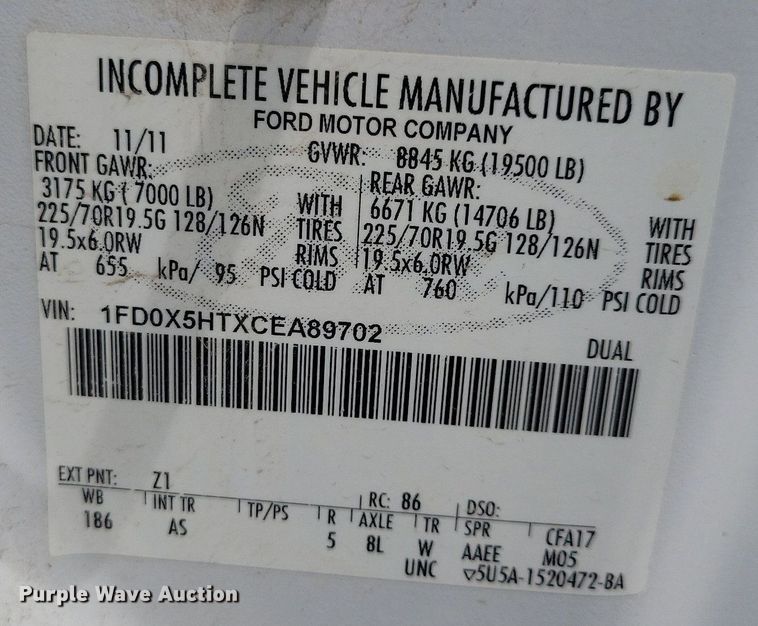 INCOMPLETE VEHICLE MANUFACTURED BY
FORD MOTOR COMPANY
DATE: 11/11 GVWR: 8845 KG (19500 LB)
FRONT GAWR: REAR GAWR:
3175 KG ( 7000 LB) WITH 6671 KG (14706 LB) WITH
225/70R19.5G 128/126N TIRES 225/70R19.5G 128/126N TIRES
19.5x6.0RW RIMS 19.5x6.0RW RIMS
AT 655 kPa/ 95 PSI COLD AT 760 kPa/110 PSI COLD
VIN: 1FD0X5HTXCEA89702
DUAL
EXT PNT: Z1 RC: 86 DSO:
WB INT TR TP/PS R AXLE TR SPR CFA17
186 AS 5 8L W AAEE M05
UNC ▽5U5A-1520472-BA
Purple Wave Auction